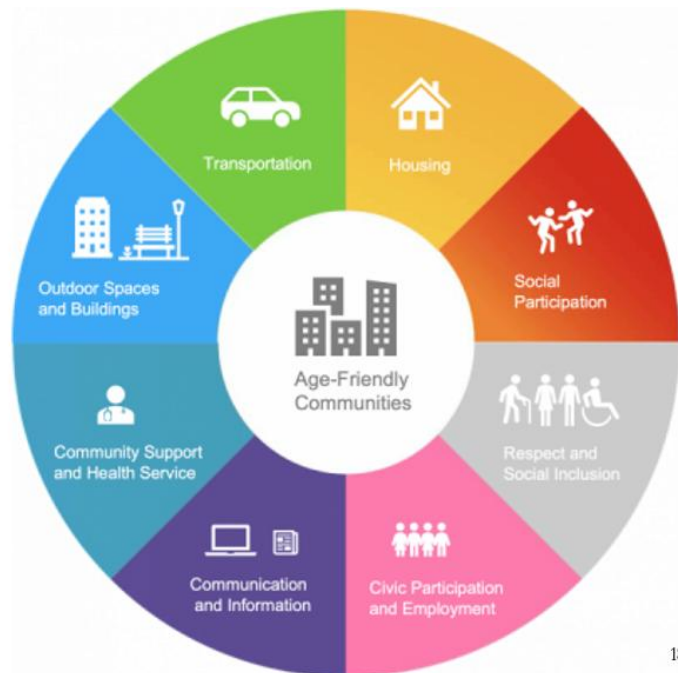 Transportation
Housing
Social
Participation
Respect and
Social Inclusion
Civic Participation
and Employment
Communication
and Information
Community Support
and Health Service
Outdoor Spaces
and Buildings
Age-Friendly
Communities